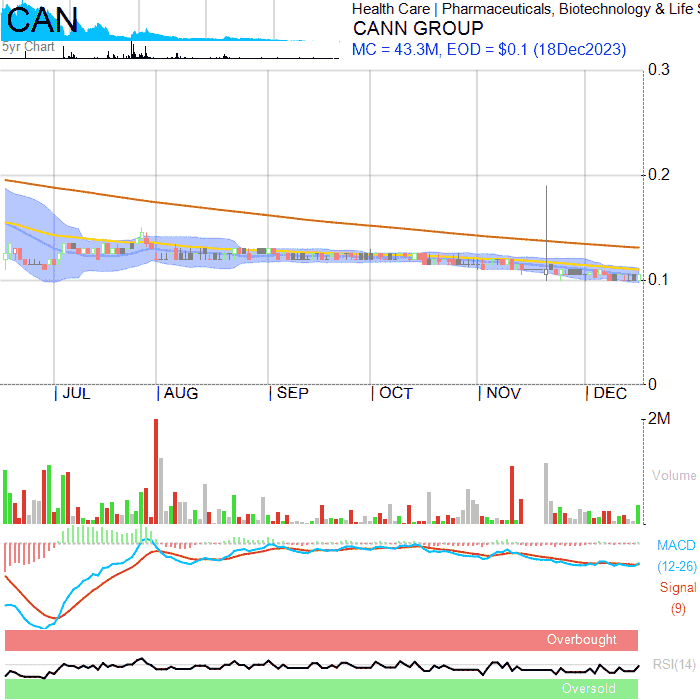 CAN
Health Care | Pharmaceuticals, Biotechnology & Life S
CANN GROUP
MC = 43.3M, EOD = $0.1 (18Dec2023)
5yr Chart
0.3
0.2
0.1
0
JUL AUG SEP OCT NOV DEC
2M
Volume
MACD
(12-26)
Signal
(9)
Overbought
RSI(14)
Oversold